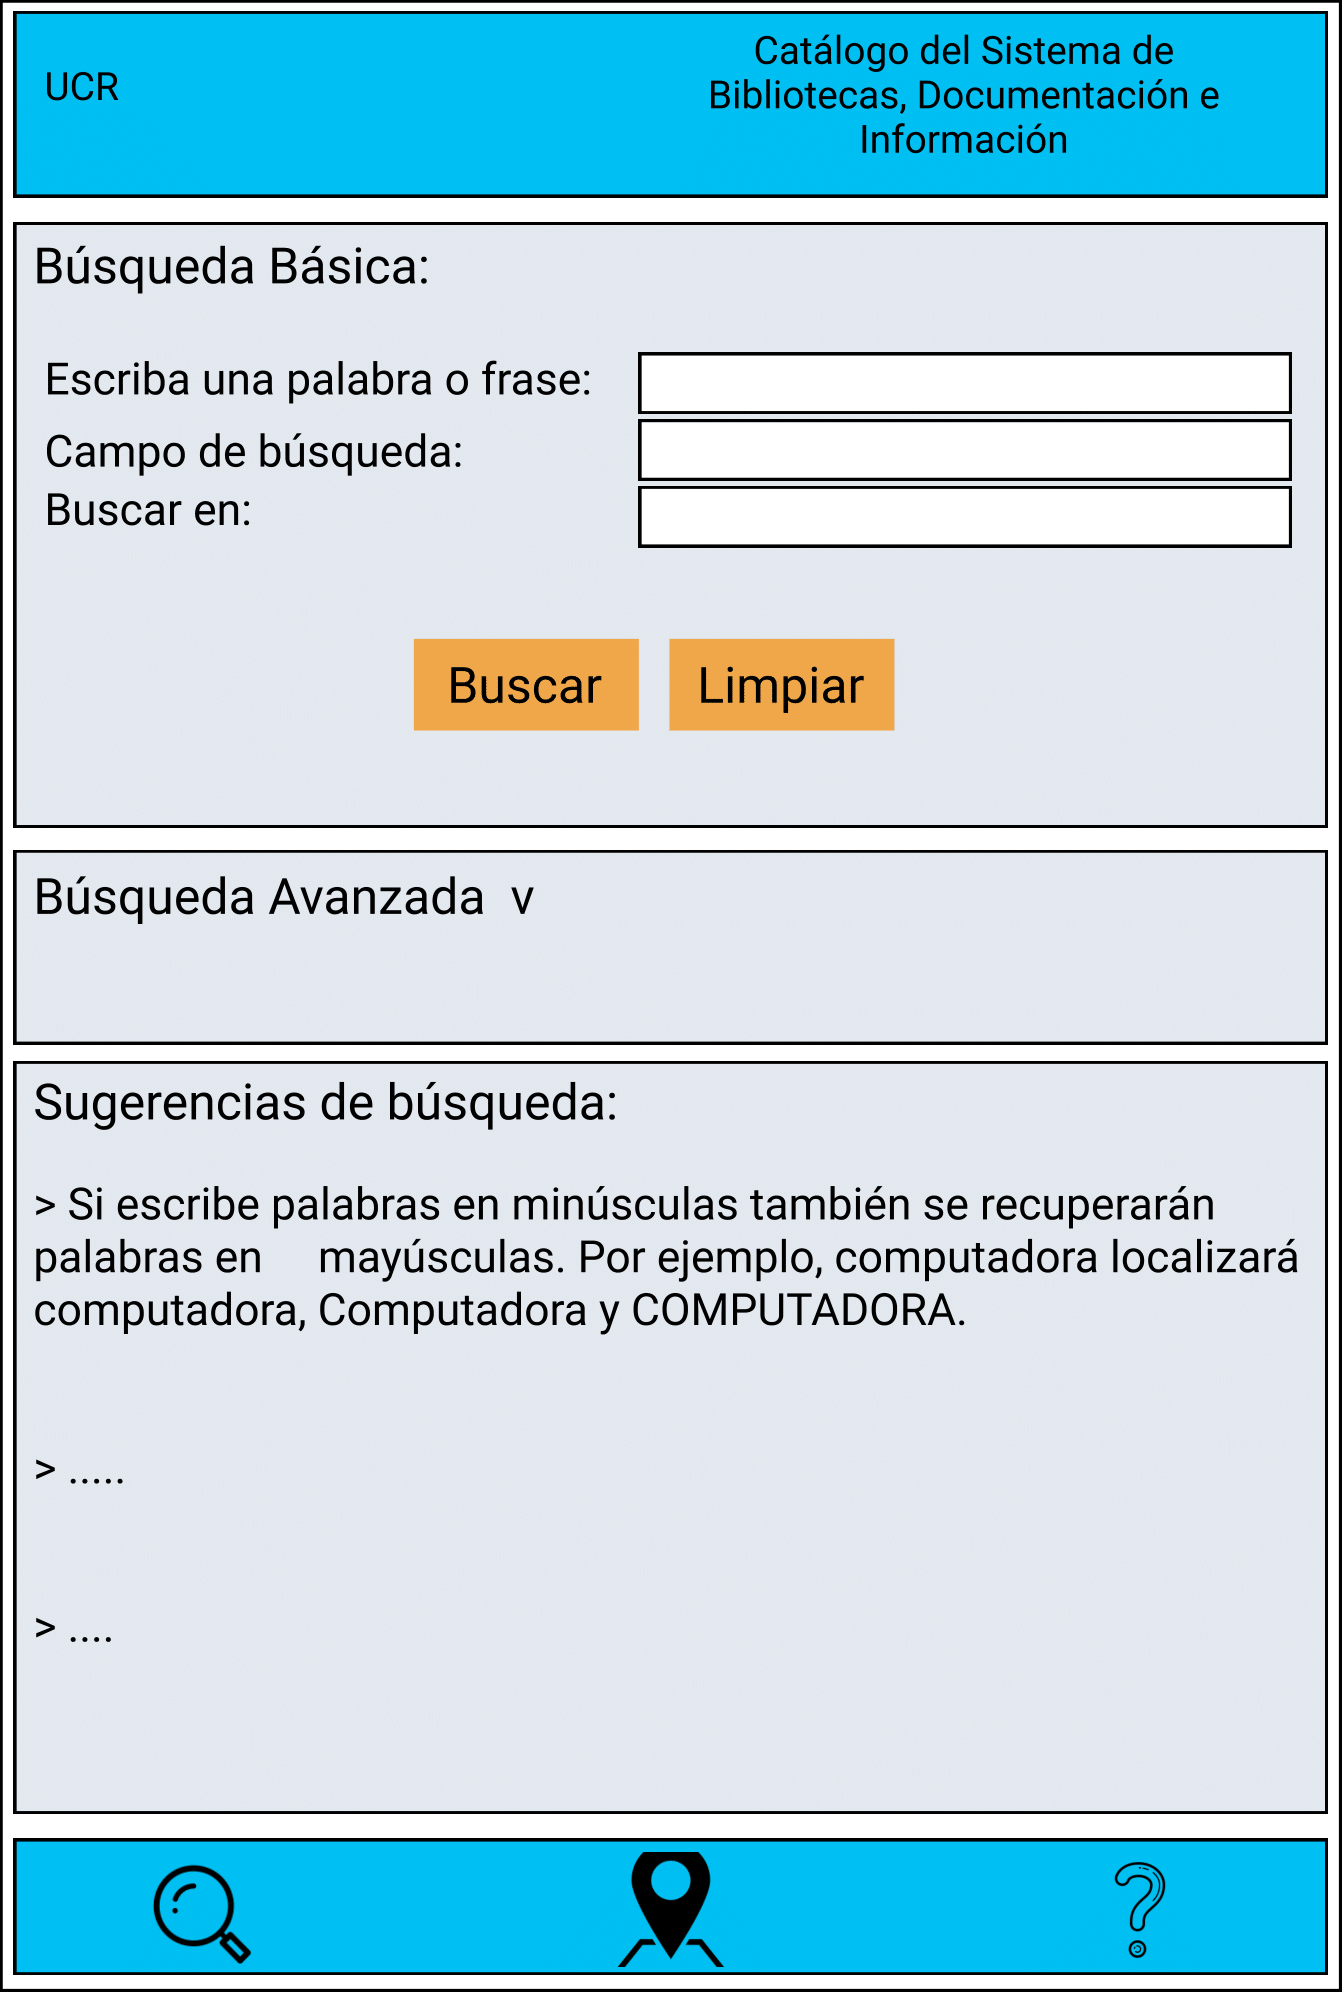 UCR
Catálogo del Sistema de
Bibliotecas, Documentación e
Información
Búsqueda Básica:
Escriba una palabra o frase:
Campo de búsqueda:
Buscar en:
Buscar
Limpiar
Búsqueda Avanzada v
Sugerencias de búsqueda:
> Si escribe palabras en minúsculas también se recuperarán
palabras en mayúsculas. Por ejemplo, computadora localizará
computadora, Computadora y COMPUTADORA.
> .....
> ....